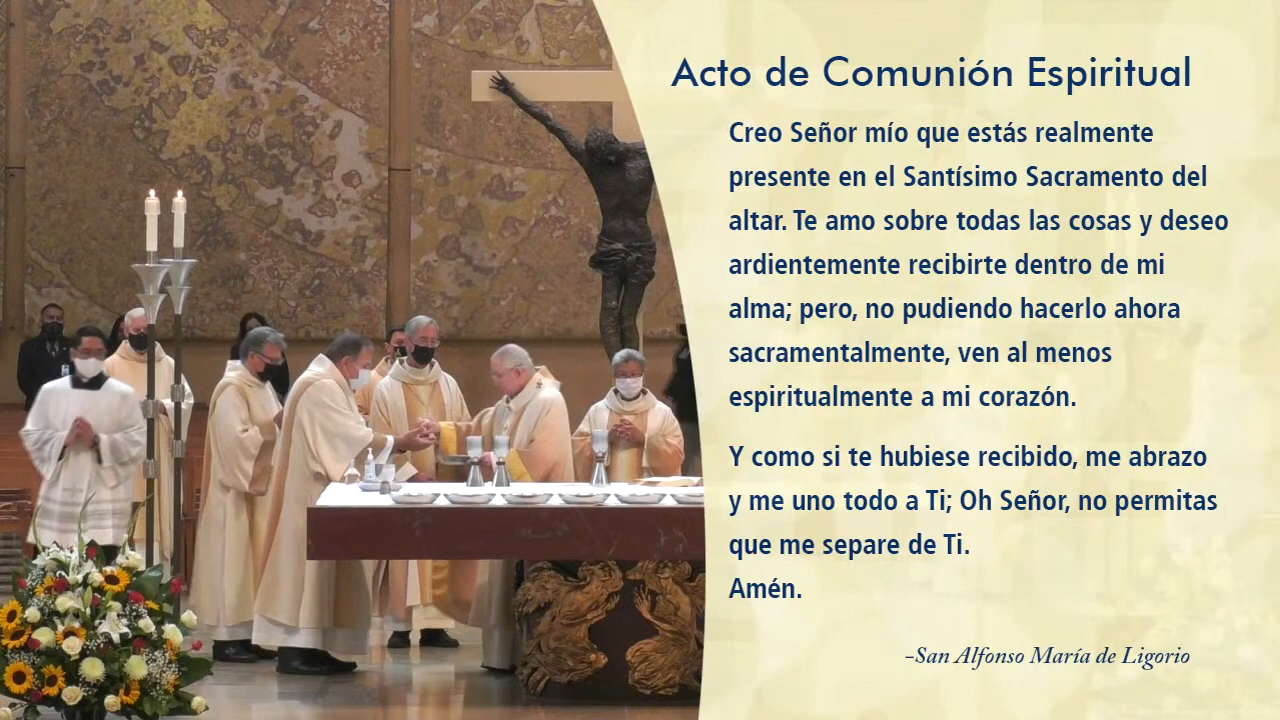 Acto de Comunión Espiritual
Creo Señor mío que estás realmente
presente en el Santísimo Sacramento del
altar. Te amo sobre todas las cosas y deseo
ardientemente recibirte dentro de mi
alma; pero, no pudiendo hacerlo ahora
sacramentalmente, ven al menos
espiritualmente a mi corazón.
Y como si te hubiese recibido, me abrazo
y me uno todo a Ti; Oh Señor, no permitas
que me separe de Ti.
Amén.
-San Alfonso María de Ligorio